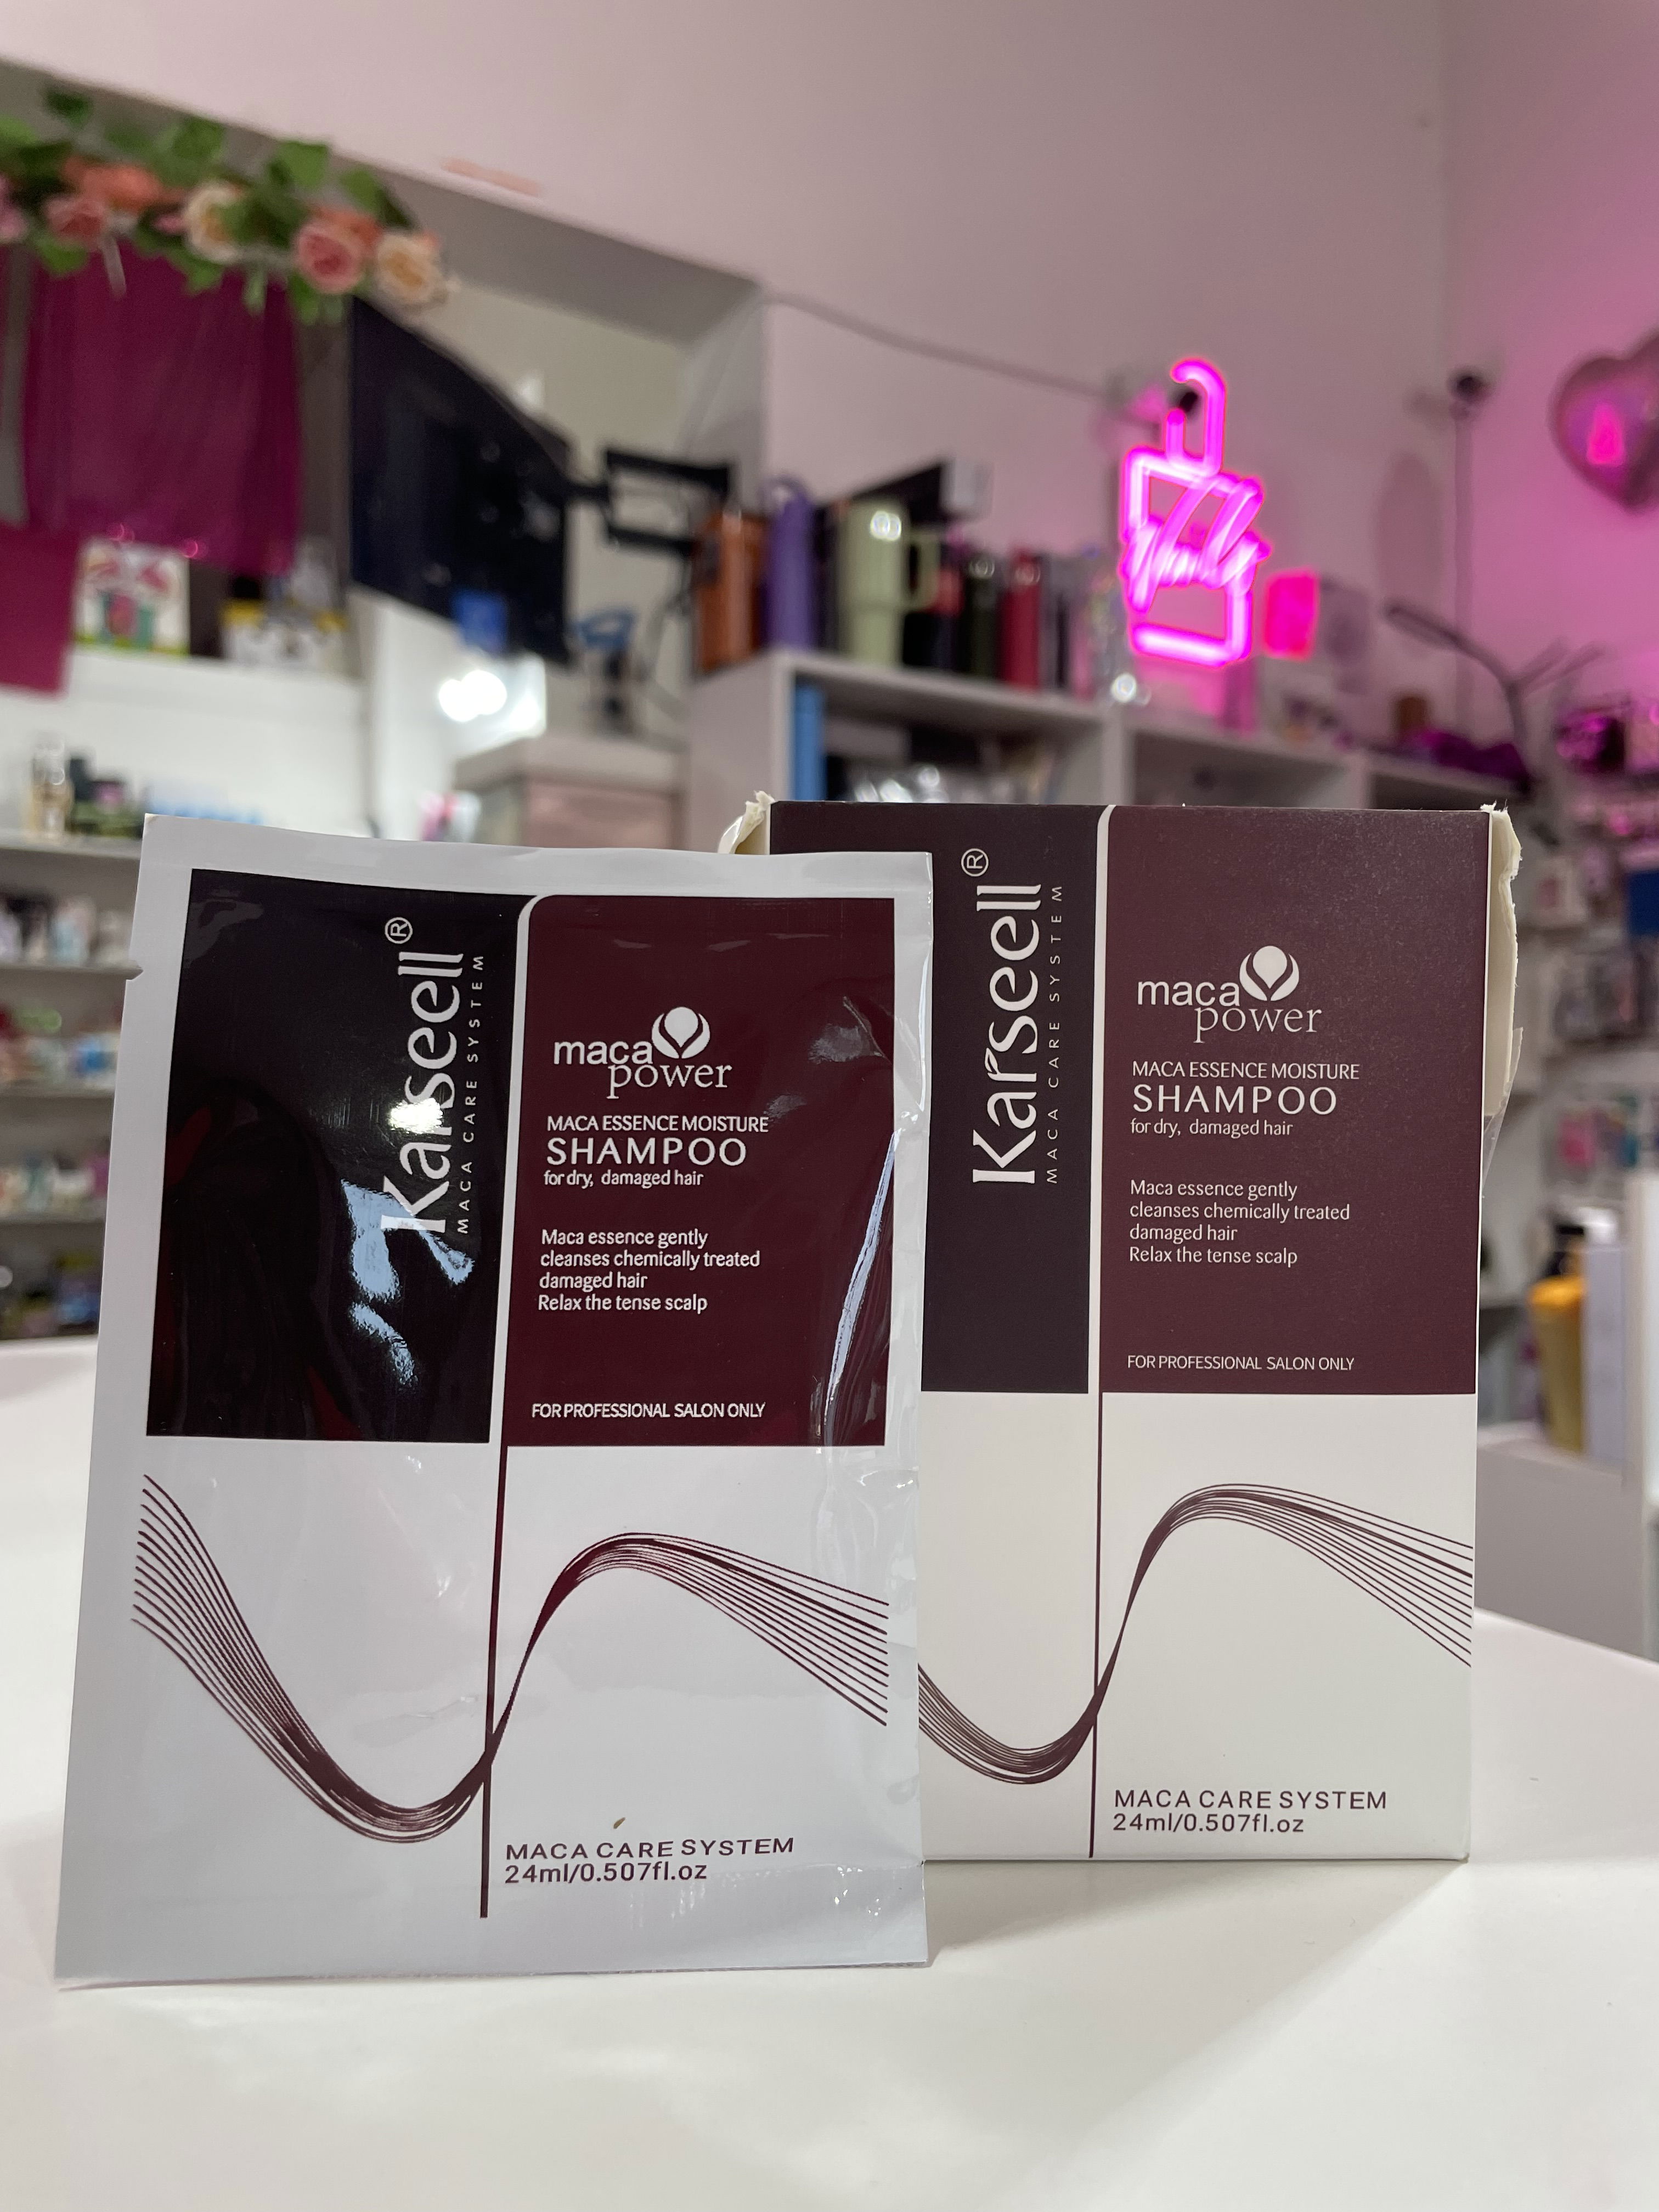 Karseell®
MACA CARE SYSTEM
maca
power
MACA ESSENCE MOISTURE
SHAMPOO
for dry, damaged hair
Maca essence gently
cleanses chemically treated
damaged hair
Relax the tense scalp
FOR PROFESSIONAL SALON ONLY
MACA CARE SYSTEM
24ml/0.507fl.oz
Karseell®
MACA CARE SYSTEM
maca
power
MACA ESSENCE MOISTURE
SHAMPOO
for dry, damaged hair
Maca essence gently
cleanses chemically treated
damaged hair
Relax the tense scalp
FOR PROFESSIONAL SALON ONLY
MACA CARE SYSTEM
24ml/0.507fl.oz